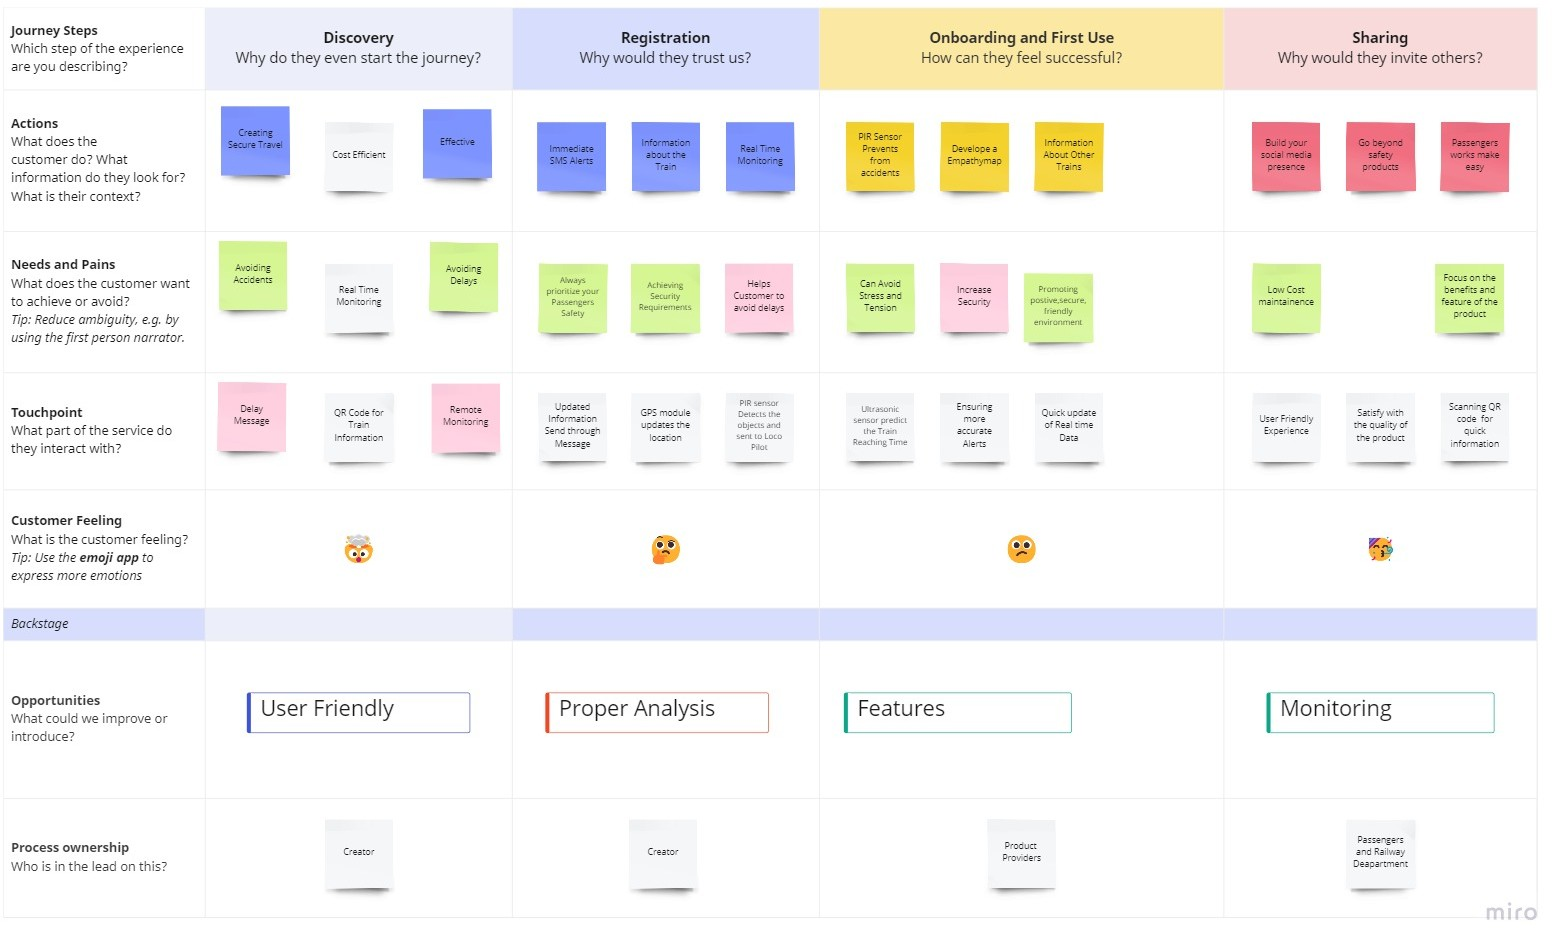 Journey Steps
Which step of the experience
are you describing?
Discovery
Why do they even start the journey?
Registration
Why would they trust us?
Onboarding and First Use
How can they feel successful?
Sharing
Why would they invite others?
Actions
What does the
customer do? What
information do they look for?
What is their context?
Creating
Secure Travel
Cost Efficient
Effective
Immediate
SMS Alerts
Information
about the
Train
Real Time
Monitoring
PIR Sensor
Prevents
from
accidents
Develope a
Empathymap
Information
About Other
Trains
Build your
social media
presence
Go beyond
safety
products
Passengers
works make
easy
Needs and Pains
What does the customer want
to achieve or avoid?
Tip: Reduce ambiguity, e.g. by
using the first person narrator.
Avoiding
Accidents
Real Time
Monitoring
Avoiding
Delays
Always
prioritize your
Passengers
Safety
Achieving
Security
Requirements
Helps
Customer to
avoid delays
Can Avoid
Stress and
Tension
Increase
Security
Promoting
postive,secure,
friendly
environment
Low Cost
maintainence
Focus on the
benefits and
feature of the
product
Touchpoint
What part of the service do
they interact with?
Delay
Message
QR Code for
Train
Information
Remote
Monitoring
Updated
Information
Send through
Message
GPS module
updates the
location
PIR sensor
Detects the
objects and
sent to Loco
Pilot
Ultrasonic
sensor predict
the Train
Reaching Time
Ensuring
more
accurate
Alerts
Quick update
of Real time
Data
User Friendly
Experience
Satisfy with
the quality of
the product
Scanning QR
code for
quick
information
Customer Feeling
What is the customer feeling?
Tip: Use the emoji app to
express more emotions
Backstage
Opportunities
What could we improve or
introduce?
User Friendly
Proper Analysis
Features
Monitoring
Process ownership
Who is in the lead on this?
Creator
Creator
Product
Providers
Passengers
and Railway
Deapartment
miro